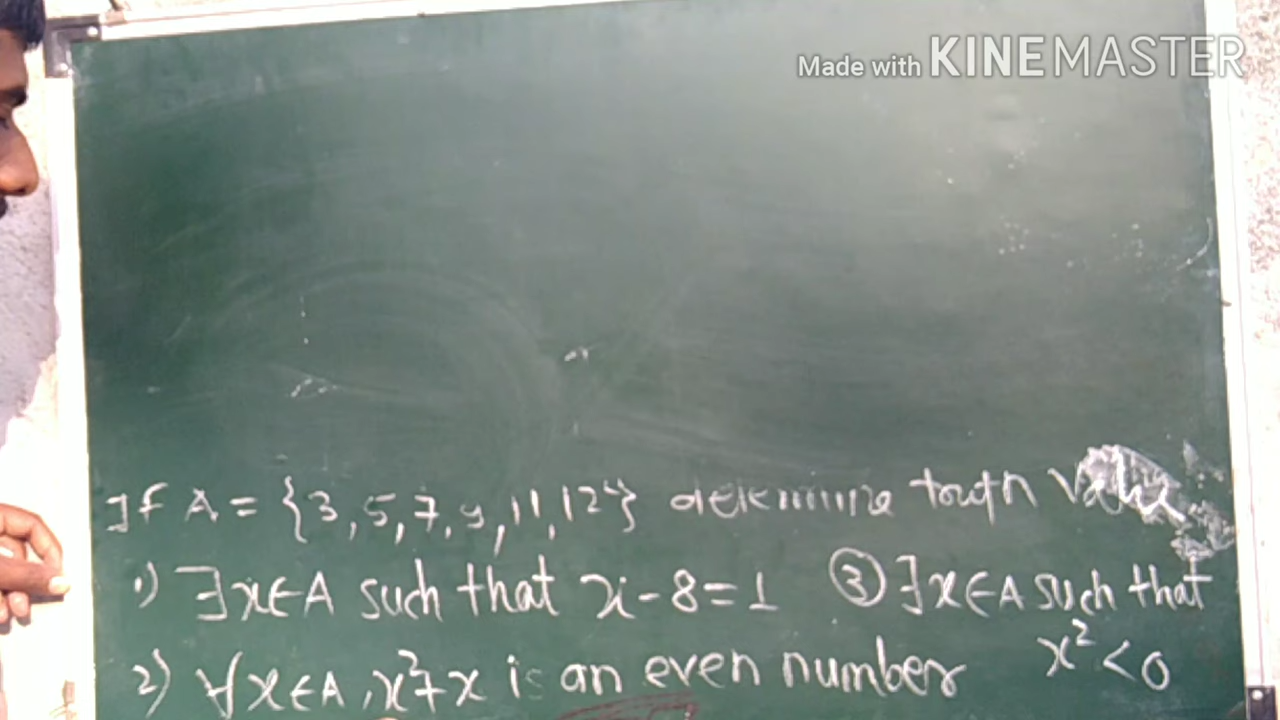 Made with KINEMASTER
If A = {3,5,7,9,11,12} determine truth Value
1) ∃x∈A such that x-8=1
2) ∀x∈A, x²+x is an even number
③ ∃x∈A such that
x²<0